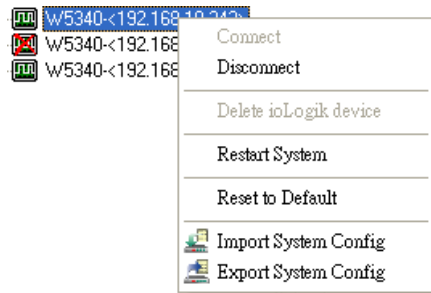 W5340-<192.168.10.243>
W5340-<192.168
W5340-<192.168
Connect
Disconnect
Delete ioLogik device
Restart System
Reset to Default
Import System Config
Export System Config